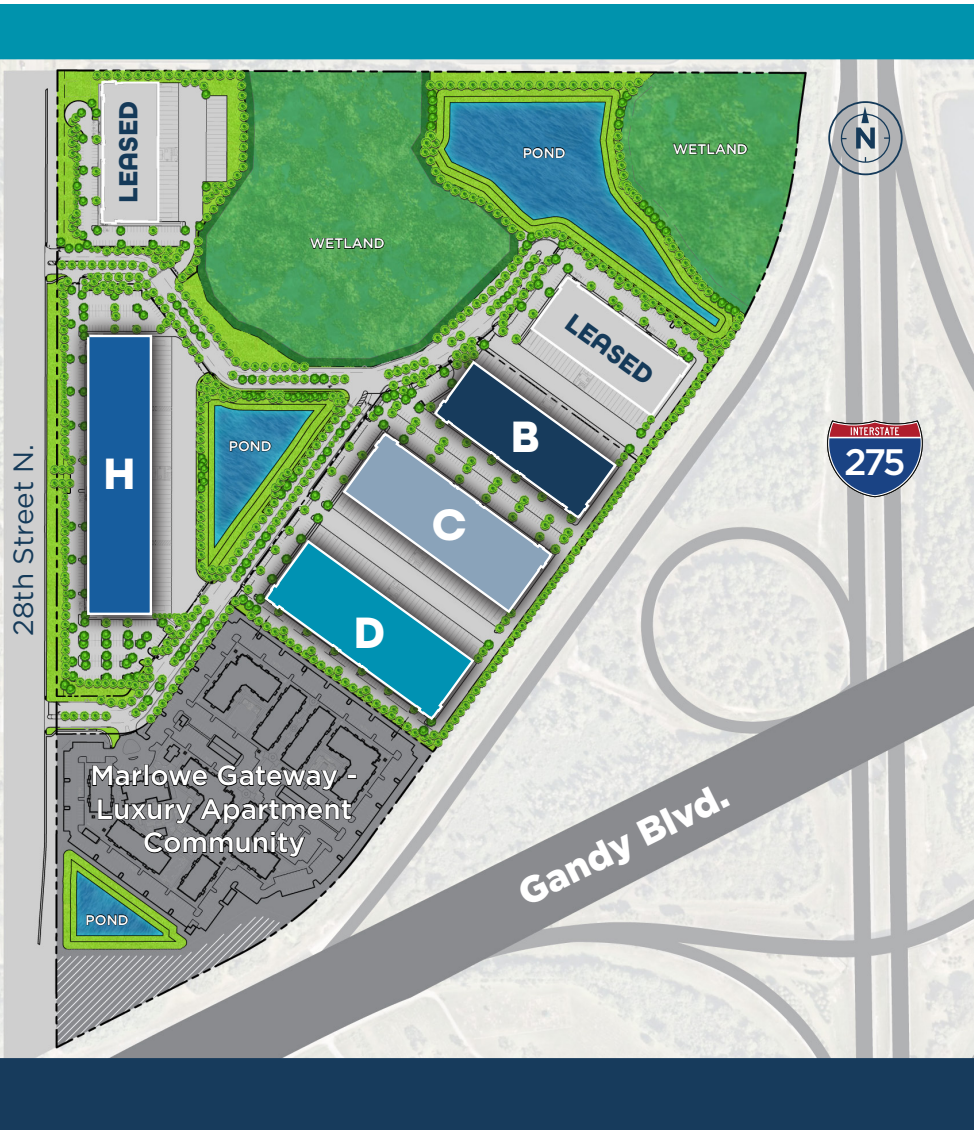 LEASED
POND
WETLAND
N
WETLAND
LEASED
INTERSTATE
275
B
H
POND
C
28th Street N.
D
Marlowe Gateway -
Luxury Apartment
Community
Gandy Blvd.
POND